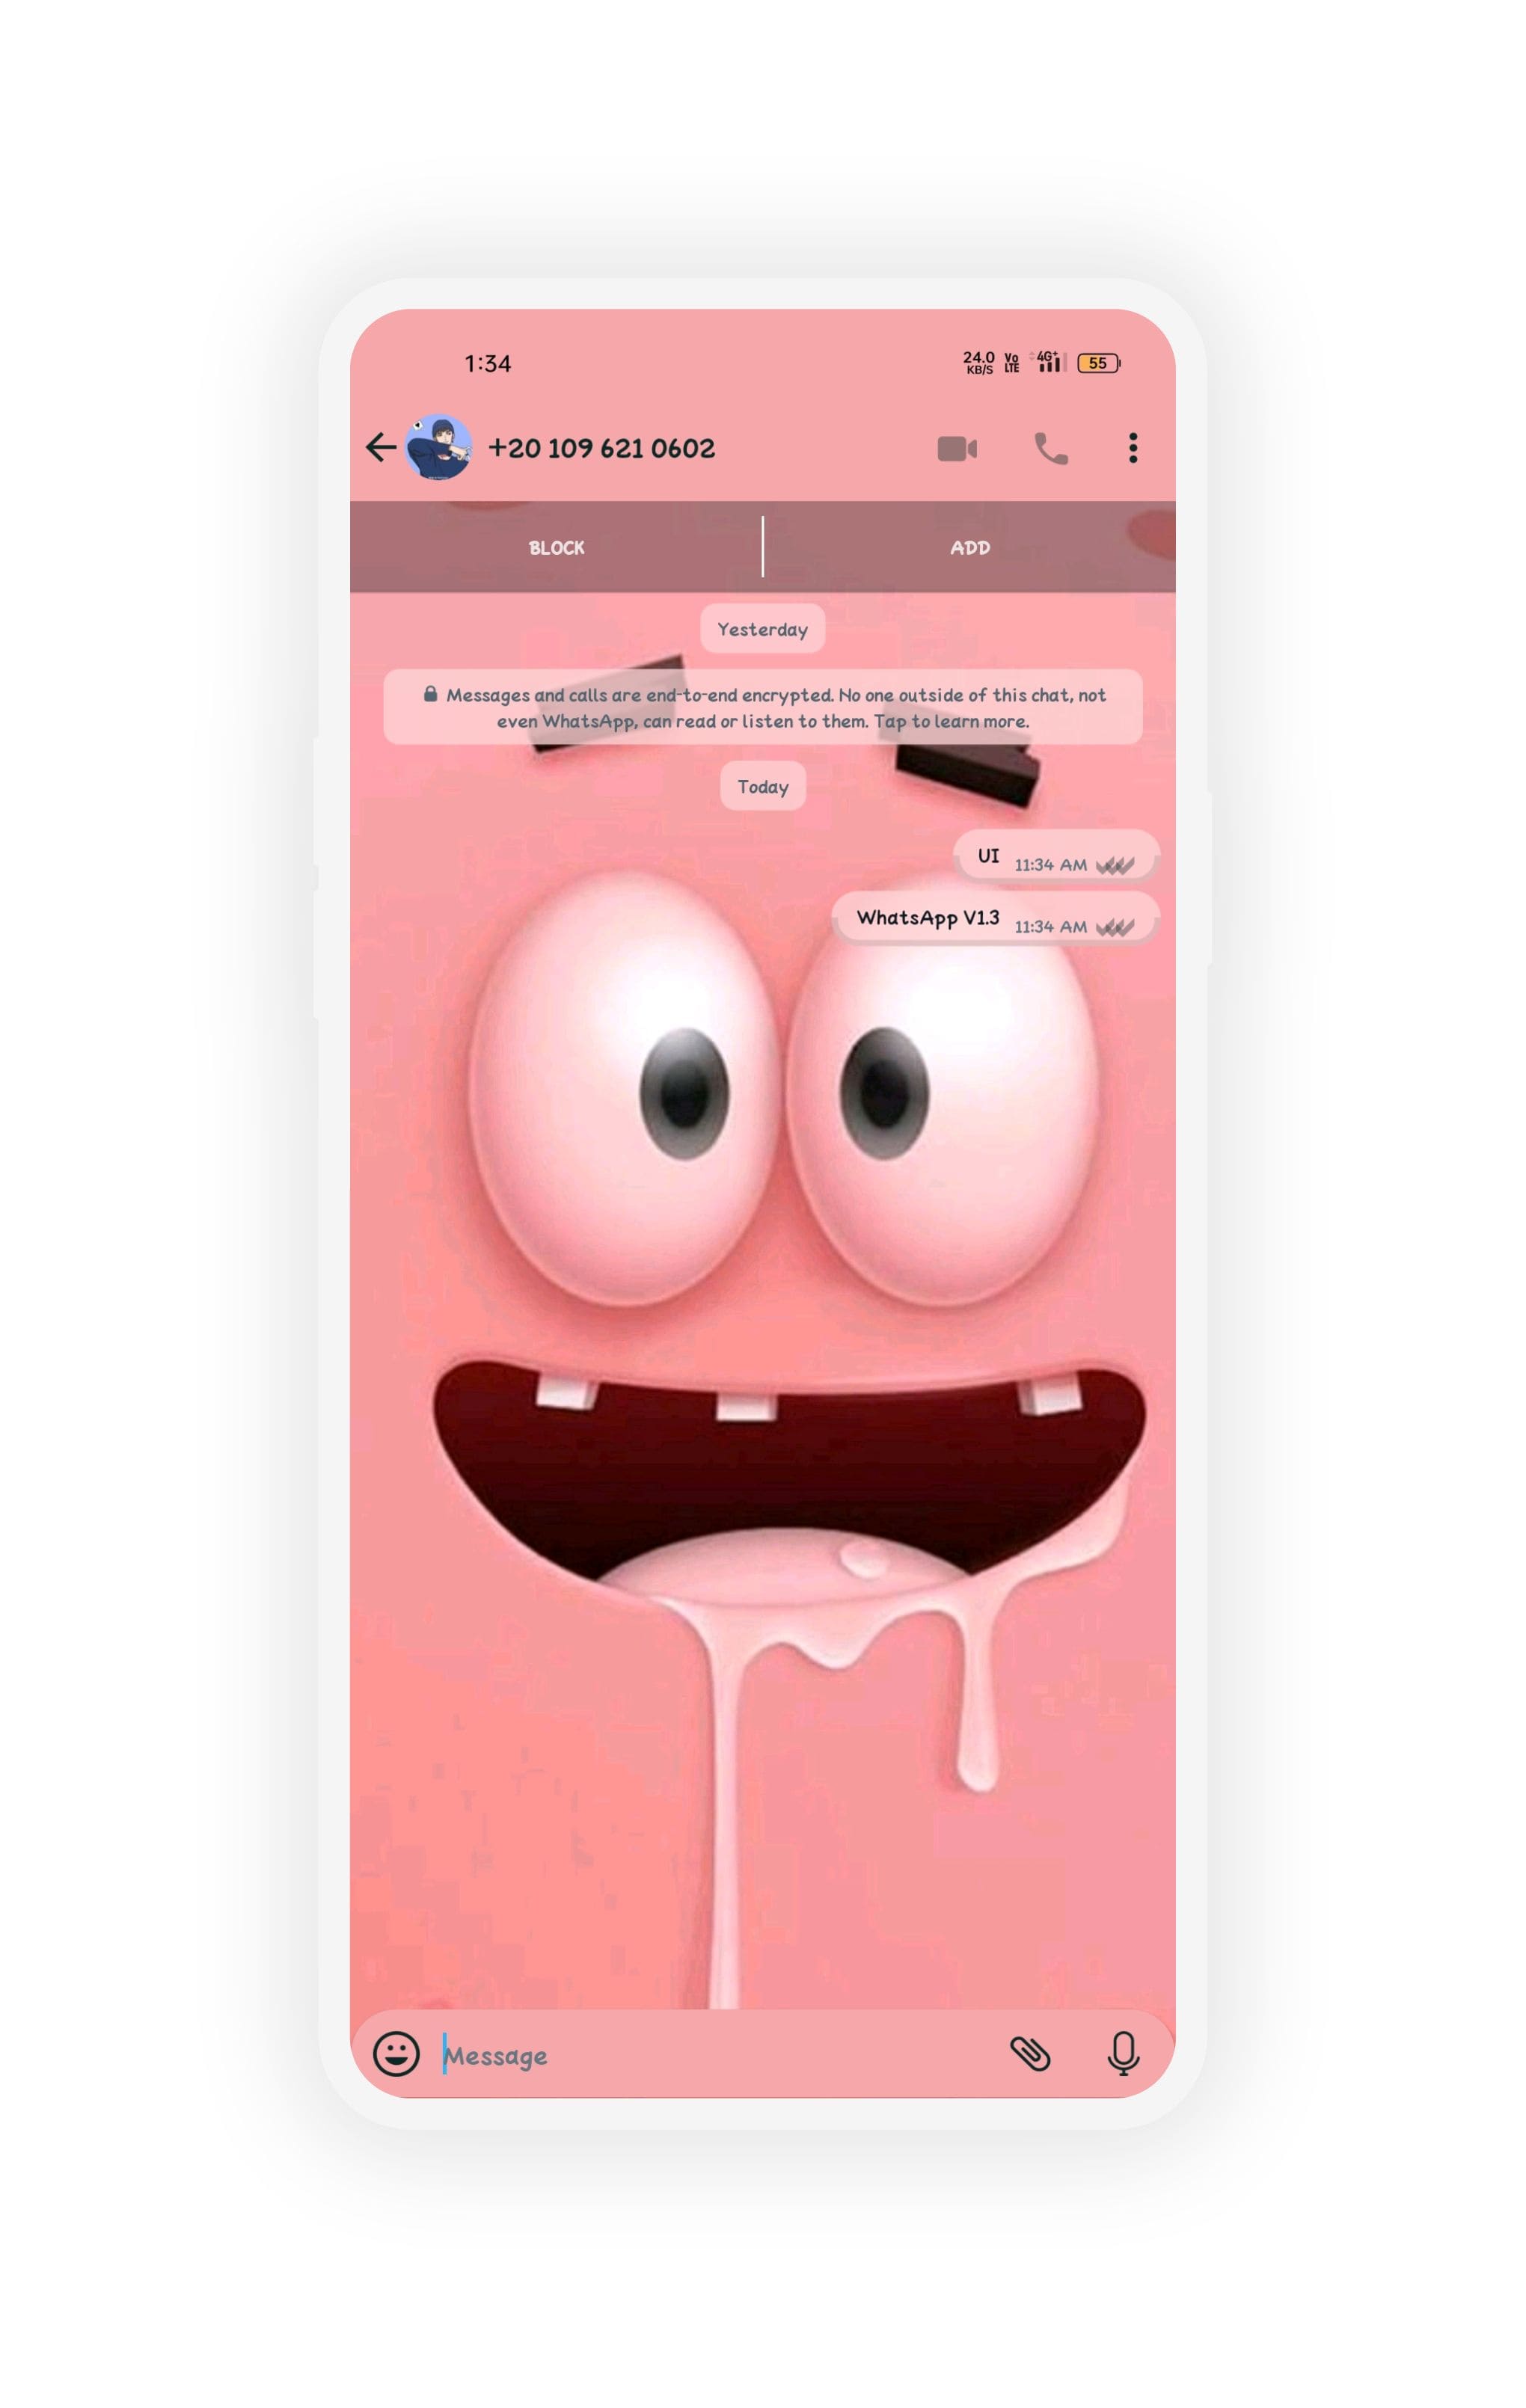 1:34
24.0 KB/S Vo LTE 4G+ 55
+20 109 621 0602
BLOCK ADD
Yesterday
Messages and calls are end-to-end encrypted. No one outside of this chat, not
even WhatsApp, can read or listen to them. Tap to learn more.
Today
UI 11:34 AM
WhatsApp V1.3 11:34 AM
Message